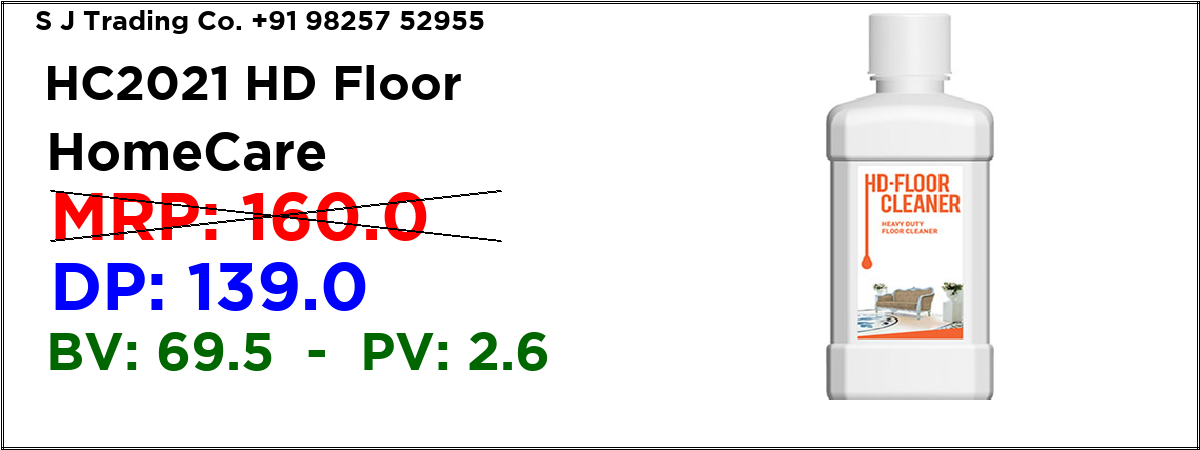 S J Trading Co. +91 98257 52955
HC2021 HD Floor
HomeCare
MRP: 160.0
DP: 139.0
BV: 69.5 - PV: 2.6
HD-FLOOR
CLEANER
HEAVY DUTY
FLOOR CLEANER